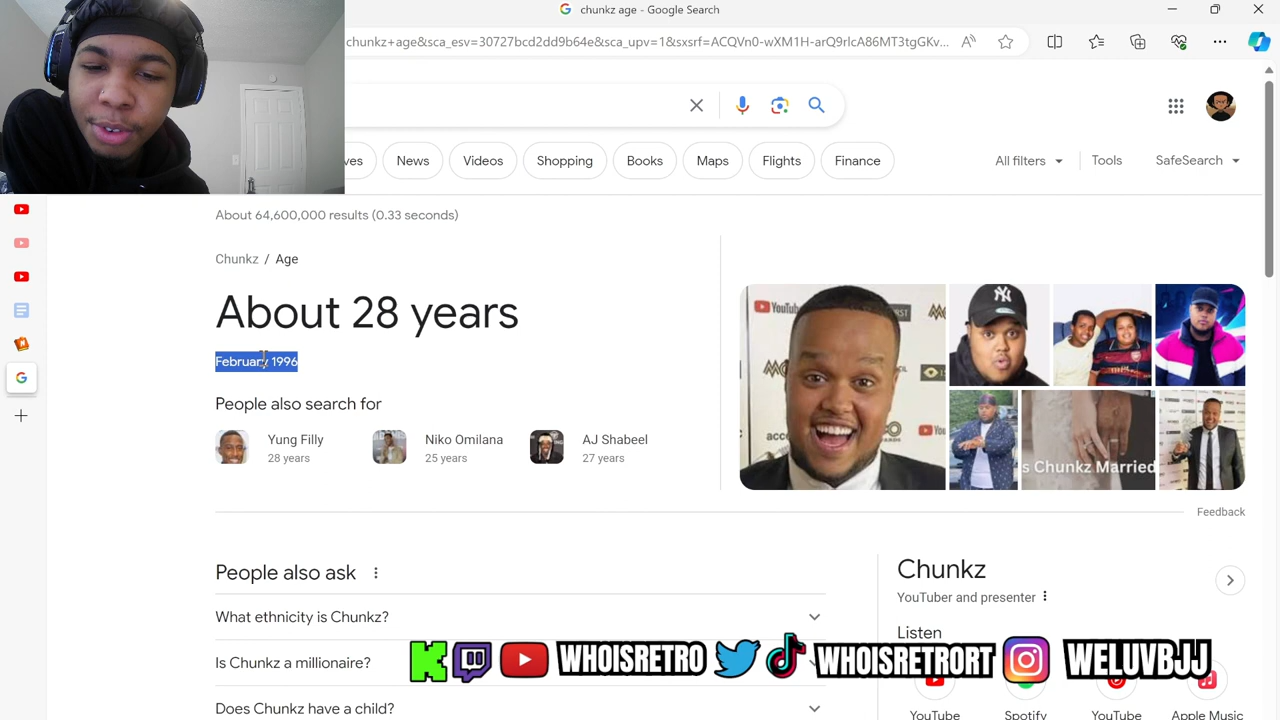 chunkz age - Google Search
chunkz+age&sca_esv=30727bcd2dd9b64e&sca_upv=1&sxsrf=ACQVn0-wXM1H-arQ9rlcA86MT3tgGKv...
ves
News
Videos
Shopping
Books
Maps
Flights
Finance
All filters
Tools
SafeSearch
About 64,600,000 results (0.33 seconds)
Chunkz / Age
About 28 years
February 1996
People also search for
Yung Filly
28 years
Niko Omilana
25 years
AJ Shabeel
27 years
YouTube
s Chunkz Married
Feedback
People also ask
What ethnicity is Chunkz?
Is Chunkz a millionaire?
Does Chunkz have a child?
Chunkz
YouTuber and presenter
Listen
WHOISRETRO
WHOISRETRORT
WELUVBJJ
YouTube
Spotify
YouTube
Apple Music